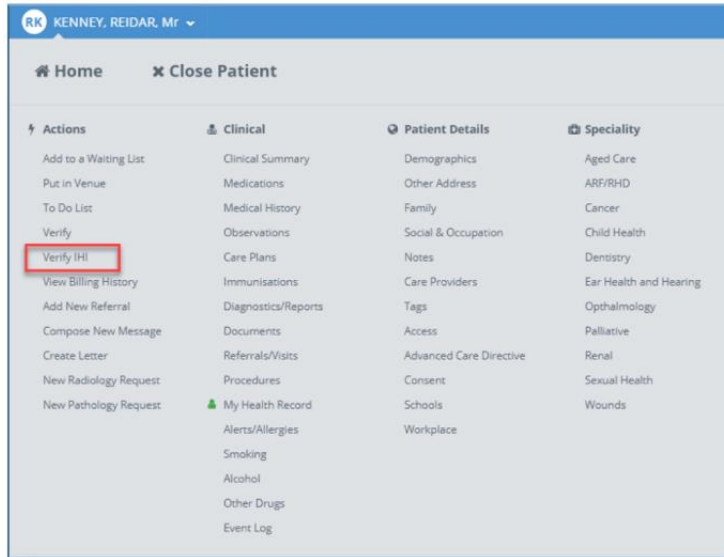 RK KENNEY, REIDAR, Mr
Home
Close Patient
Actions
Add to a Waiting List
Put in Venue
To Do List
Verify
Verify IHI
View Billing History
Add New Referral
Compose New Message
Create Letter
New Radiology Request
New Pathology Request
Clinical
Clinical Summary
Medications
Medical History
Observations
Care Plans
Immunisations
Diagnostics/Reports
Documents
Referrals/Visits
Procedures
My Health Record
Alerts/Allergies
Smoking
Alcohol
Other Drugs
Event Log
Patient Details
Demographics
Other Address
Family
Social & Occupation
Notes
Care Providers
Tags
Access
Advanced Care Directive
Consent
Schools
Workplace
Speciality
Aged Care
ARF/RHD
Cancer
Child Health
Dentistry
Ear Health and Hearing
Opthalmology
Palliative
Renal
Sexual Health
Wounds